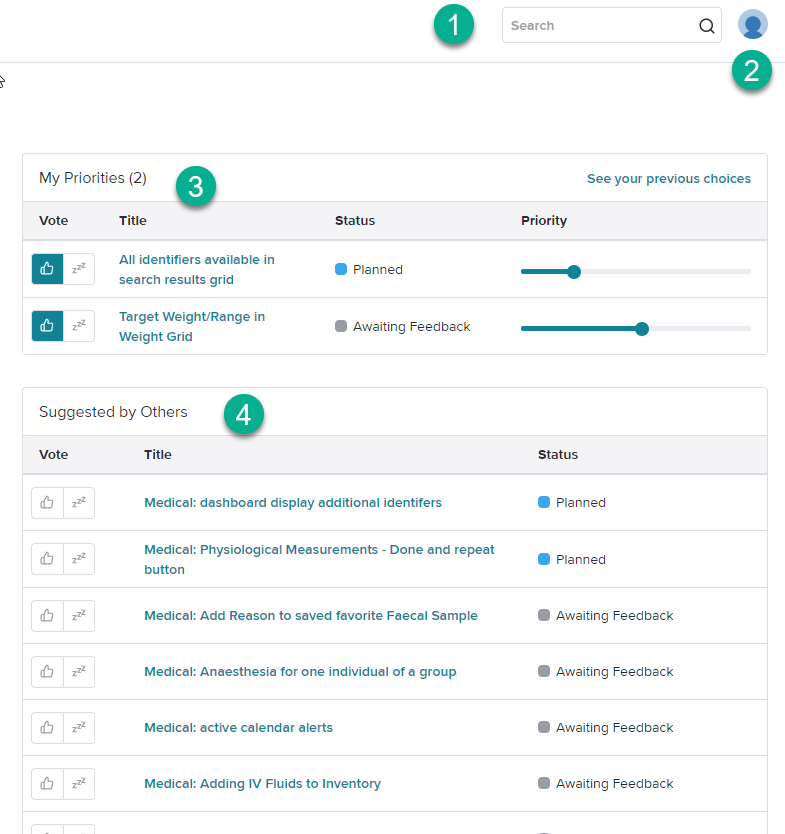 1
Search
2
My Priorities (2)
3
See your previous choices
Vote Title Status Priority
zzz
All identifiers available in
search results grid
Planned
zzz
Target Weight/Range in
Weight Grid
Awaiting Feedback
Suggested by Others
4
Vote Title Status
zzz Medical: dashboard display additional identifers Planned
zzz
Medical: Physiological Measurements - Done and repeat
button
Planned
zzz Medical: Add Reason to saved favorite Faecal Sample Awaiting Feedback
zzz Medical: Anaesthesia for one individual of a group Awaiting Feedback
zzz Medical: active calendar alerts Awaiting Feedback
zzz Medical: Adding IV Fluids to Inventory Awaiting Feedback